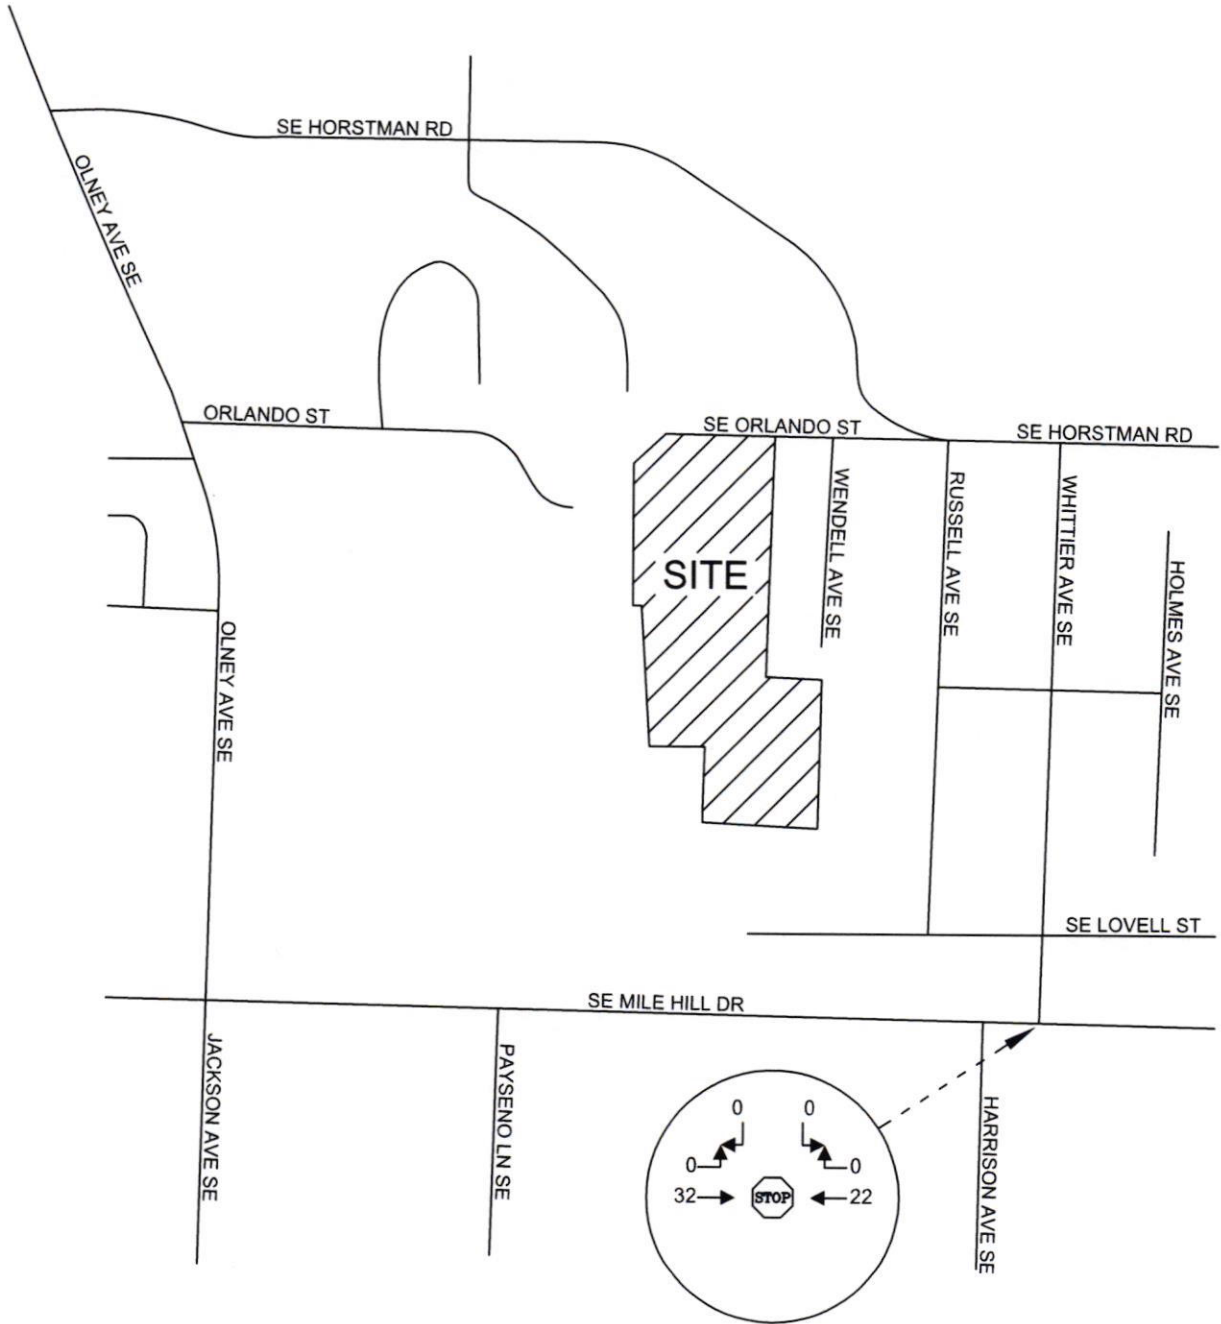 SE HORSTMAN RD
OLNEY AVE SE
ORLANDO ST
SE ORLANDO ST
SE HORSTMAN RD
WENDELL AVE SE
RUSSELL AVE SE
WHITTIER AVE SE
HOLMES AVE SE
SITE
OLNEY AVE SE
SE LOVELL ST
SE MILE HILL DR
JACKSON AVE SE
PAYSENO LN SE
HARRISON AVE SE
0 0
0 0
32 STOP 22